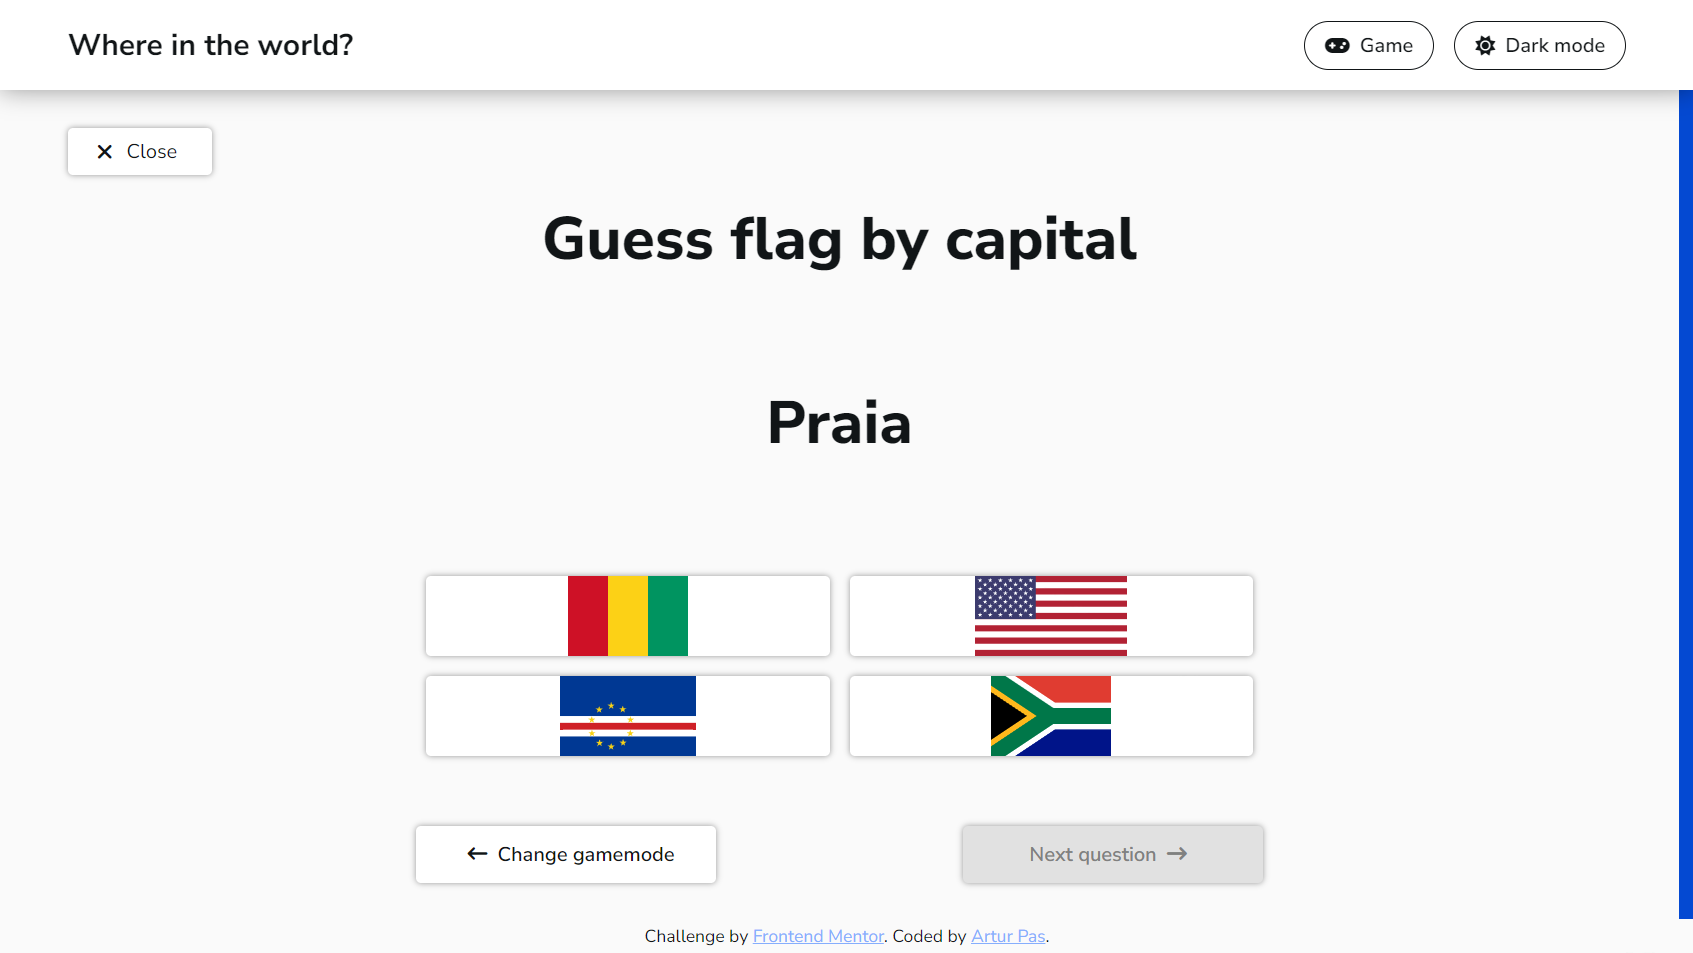 Where in the world?
Game
Dark mode
Close
Guess flag by capital
Praia
Change gamemode
Next question
Challenge by Frontend Mentor. Coded by Artur Pas.